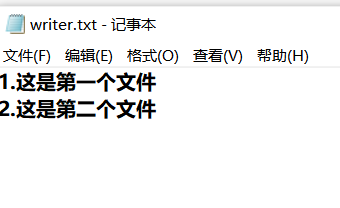 writer.txt - 记事本
文件(F) 编辑(E) 格式(O) 查看(V) 帮助(H)
1.这是第一个文件
2.这是第二个文件